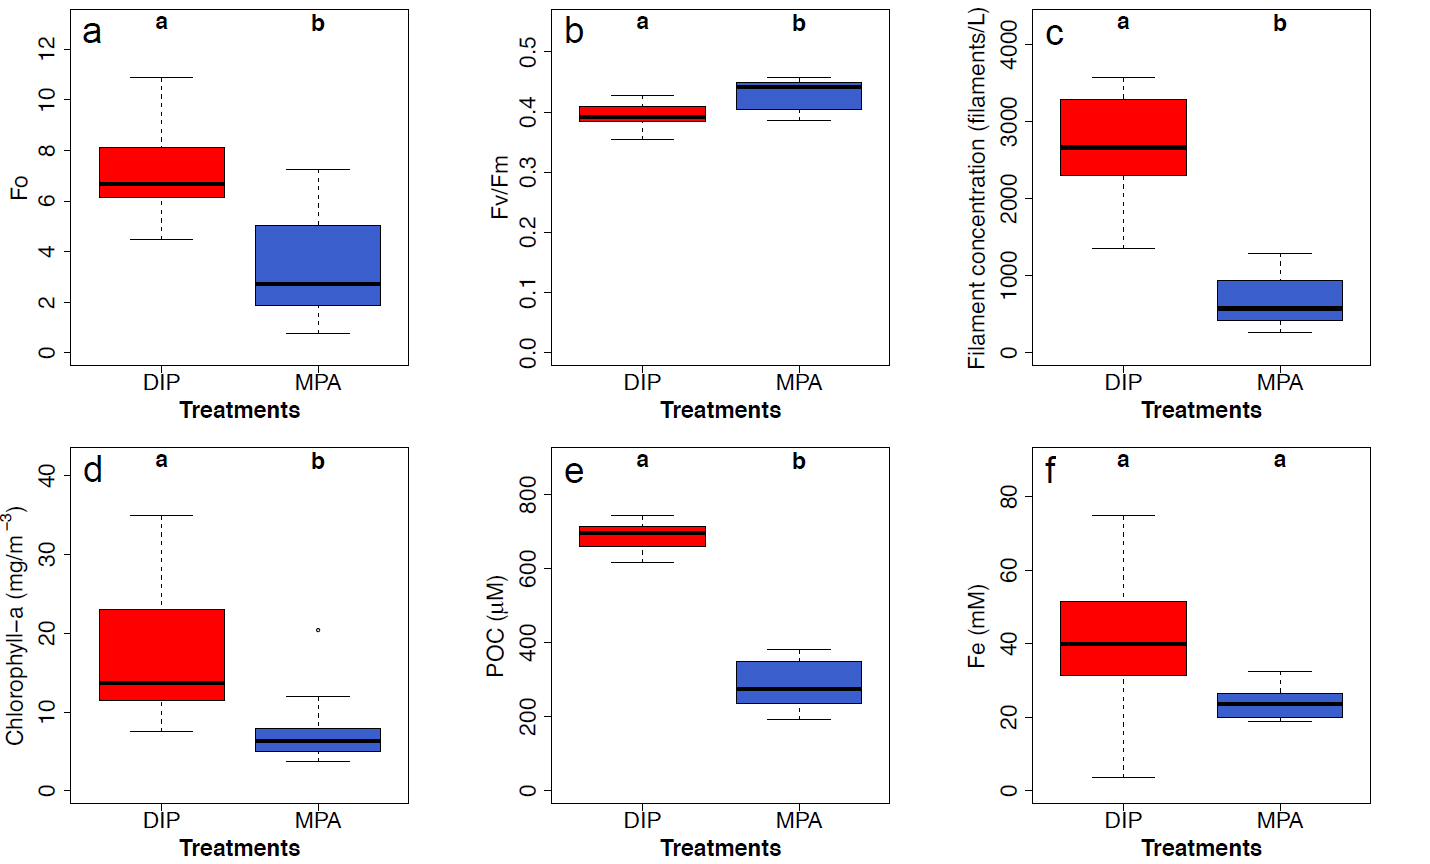 a
a b
Fo
0 2 4 6 8 10 12
DIP MPA
Treatments
b
a b
Fv/Fm
0.0 0.1 0.2 0.3 0.4 0.5
DIP MPA
Treatments
c
a b
Filament concentration (filaments/L)
0 1000 2000 3000 4000
DIP MPA
Treatments
d
a b
Chlorophyll−a (mg/m⁻³)
0 10 20 30 40
DIP MPA
Treatments
e
a b
POC (µM)
0 200 400 600 800
DIP MPA
Treatments
f
a a
Fe (mM)
0 20 40 60 80
DIP MPA
Treatments